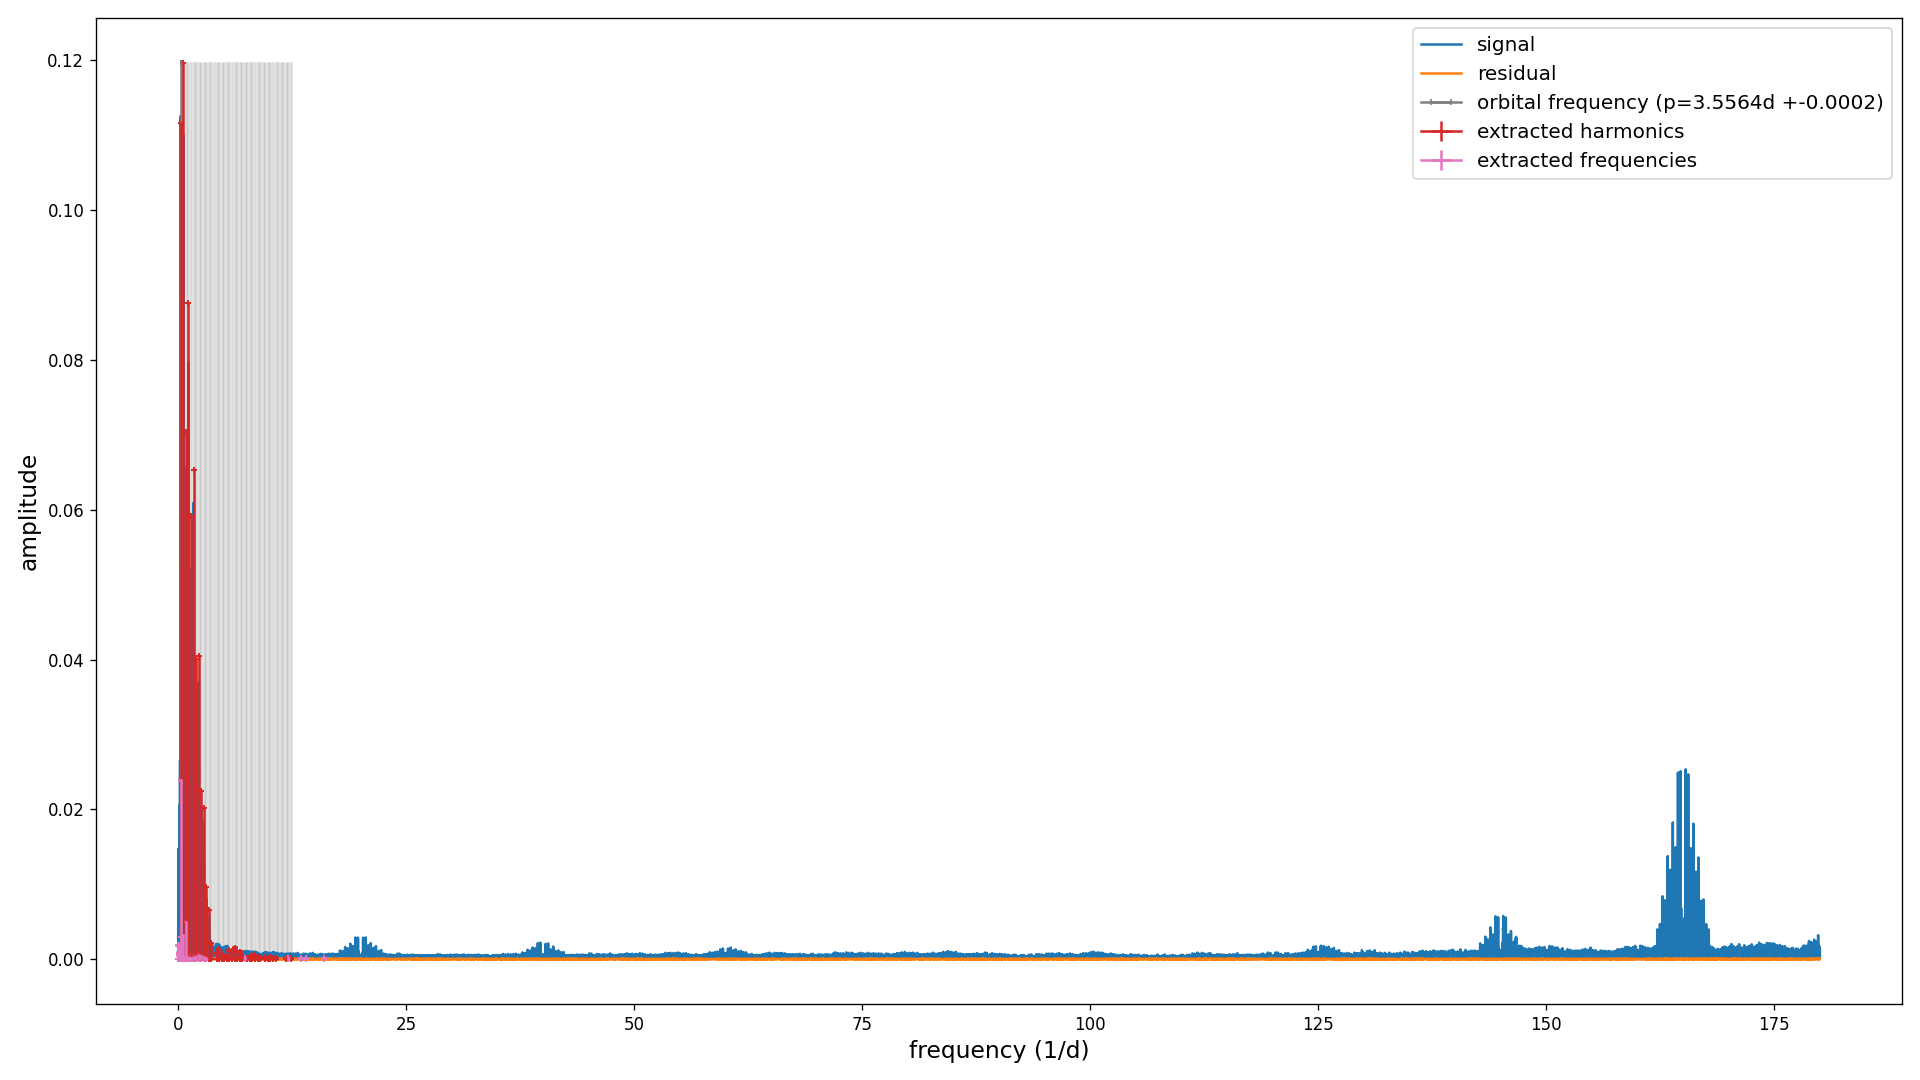 signal
residual
orbital frequency (p=3.5564d +-0.0002)
extracted harmonics
extracted frequencies
0.12
0.10
0.08
0.06
0.04
0.02
0.00
amplitude
0 25 50 75 100 125 150 175
frequency (1/d)